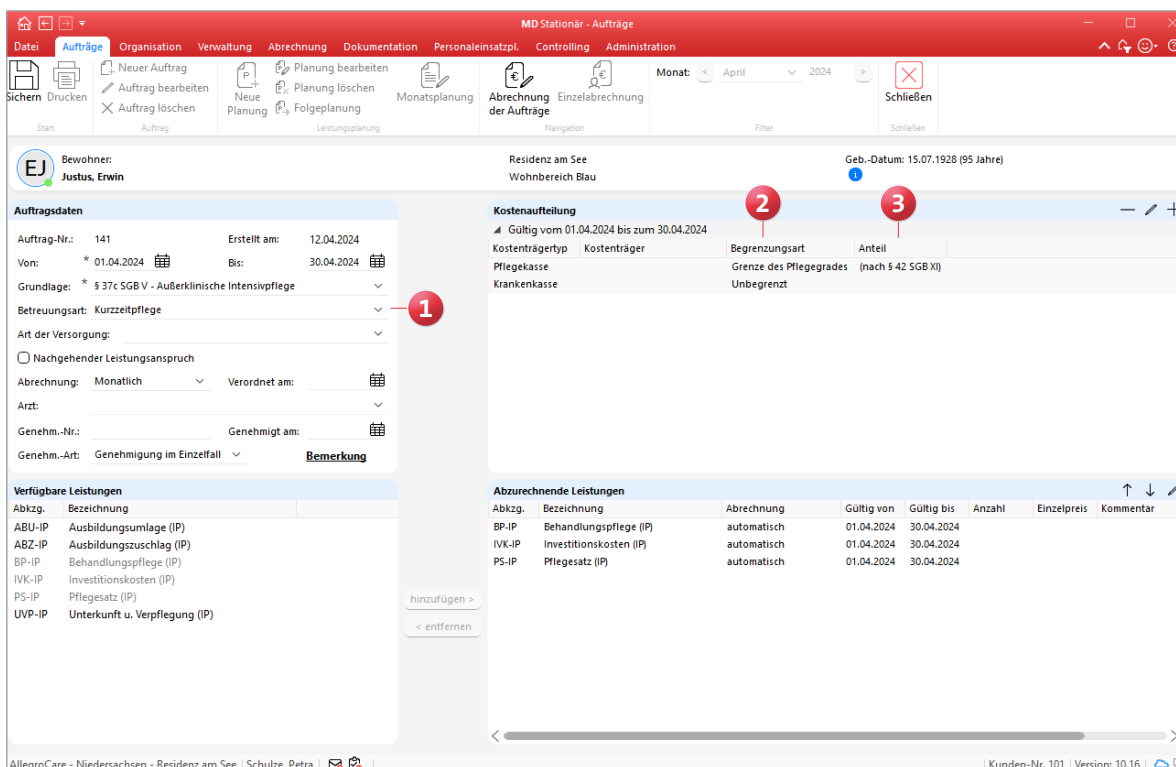 MD Stationär - Aufträge
Datei Aufträge Organisation Verwaltung Abrechnung Dokumentation Personaleinsatzpl. Controlling Administration
Sichern Drucken
Start
Neuer Auftrag
Auftrag bearbeiten
Auftrag löschen
Auftrag
Neue Planung
Planung bearbeiten
Planung löschen
Folgeplanung
Monatsplanung
Leistungsplanung
Abrechnung der Aufträge
Einzelabrechnung
Navigation
Monat: < April 2024 >
Filter
Schließen
Schließen
EJ
Bewohner:
Justus, Erwin
Residenz am See
Wohnbereich Blau
Geb.-Datum: 15.07.1928 (95 Jahre)
i
Auftragsdaten
Auftrag-Nr.: 141 Erstellt am: 12.04.2024
Von: * 01.04.2024 Bis: 30.04.2024
Grundlage: * § 37c SGB V - Außerklinische Intensivpflege
Betreuungsart: Kurzzeitpflege
1
Art der Versorgung:
Nachgehender Leistungsanspruch
Abrechnung: Monatlich Verordnet am:
Arzt:
Genehm.-Nr.: Genehmigt am:
Genehm.-Art: Genehmigung im Einzelfall Bemerkung
Kostenaufteilung
2
3
Gültig vom 01.04.2024 bis zum 30.04.2024
Kostenträgertyp Kostenträger Begrenzungsart Anteil
Pflegekasse Grenze des Pflegegrades (nach § 42 SGB XI)
Krankenkasse Unbegrenzt
Verfügbare Leistungen
Abkzg. Bezeichnung
ABU-IP Ausbildungsumlage (IP)
ABZ-IP Ausbildungszuschlag (IP)
BP-IP Behandlungspflege (IP)
IVK-IP Investitionskosten (IP)
PS-IP Pflegesatz (IP)
UVP-IP Unterkunft u. Verpflegung (IP)
hinzufügen >
< entfernen
Abzurechnende Leistungen
Abkzg. Bezeichnung Abrechnung Gültig von Gültig bis Anzahl Einzelpreis Kommentar
BP-IP Behandlungspflege (IP) automatisch 01.04.2024 30.04.2024
IVK-IP Investitionskosten (IP) automatisch 01.04.2024 30.04.2024
PS-IP Pflegesatz (IP) automatisch 01.04.2024 30.04.2024
AllegroCare - Niedersachsen - Residenz am See | Schulze, Petra | Kunden-Nr. 101 | Version: 10.16 |